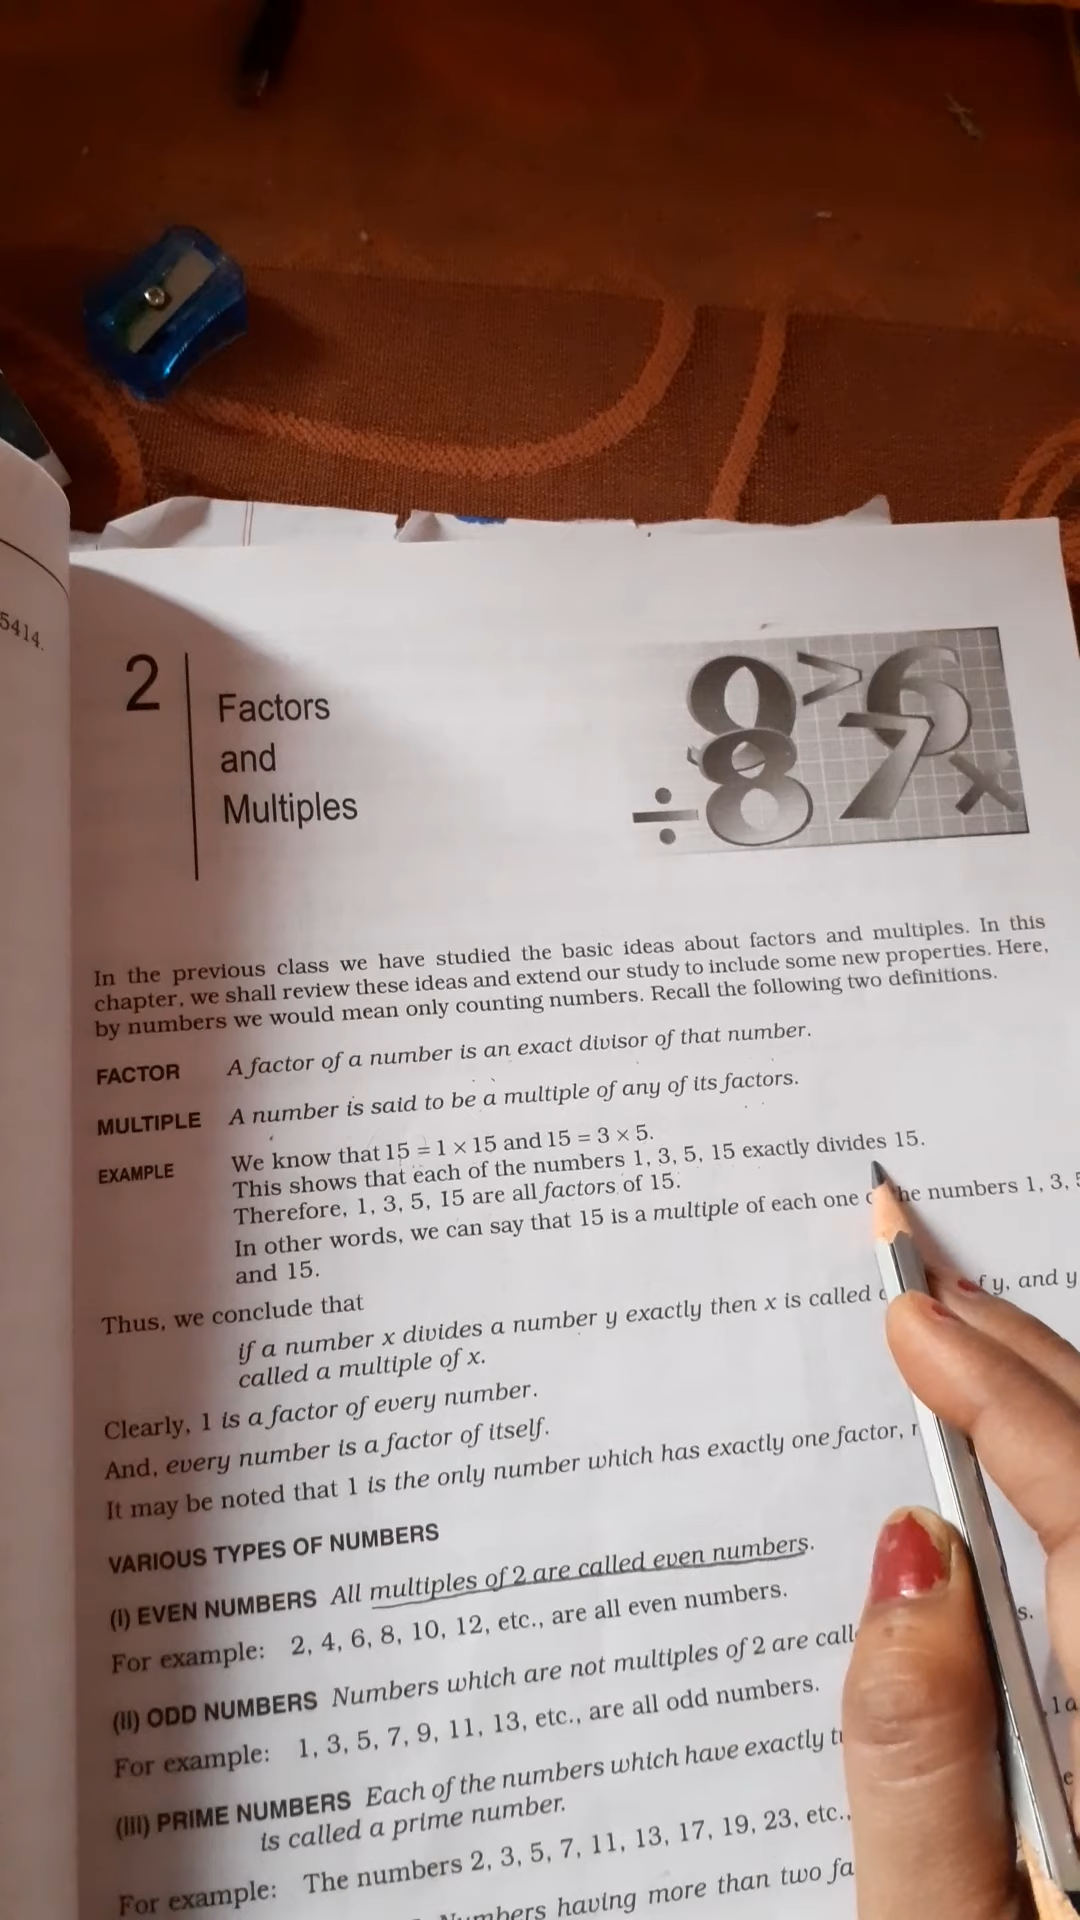 5414.
2
Factors
and
Multiples
In the previous class we have studied the basic ideas about factors and multiples. In this
chapter, we shall review these ideas and extend our study to include some new properties. Here,
by numbers we would mean only counting numbers. Recall the following two definitions.
FACTOR A factor of a number is an exact divisor of that number.
MULTIPLE A number is said to be a multiple of any of its factors.
EXAMPLE We know that 15 = 1 × 15 and 15 = 3 × 5.
This shows that each of the numbers 1, 3, 5, 15 exactly divides 15.
Therefore, 1, 3, 5, 15 are all factors of 15.
In other words, we can say that 15 is a multiple of each one numbers 1, 3, 5
and 15.
Thus, we conclude that
if a number x divides a number y exactly then x is called y, and y
called a multiple of x.
Clearly, 1 is a factor of every number.
And, every number is a factor of itself.
It may be noted that 1 is the only number which has exactly one factor,
VARIOUS TYPES OF NUMBERS
(I) EVEN NUMBERS All multiples of 2 are called even numbers.
For example: 2, 4, 6, 8, 10, 12, etc., are all even numbers.
(II) ODD NUMBERS Numbers which are not multiples of 2 are
For example: 1, 3, 5, 7, 9, 11, 13, etc., are all odd numbers.
(III) PRIME NUMBERS Each of the numbers which have exactly
is called a prime number.
For example: The numbers 2, 3, 5, 7, 11, 13, 17, 19, 23, etc.,
having more than two